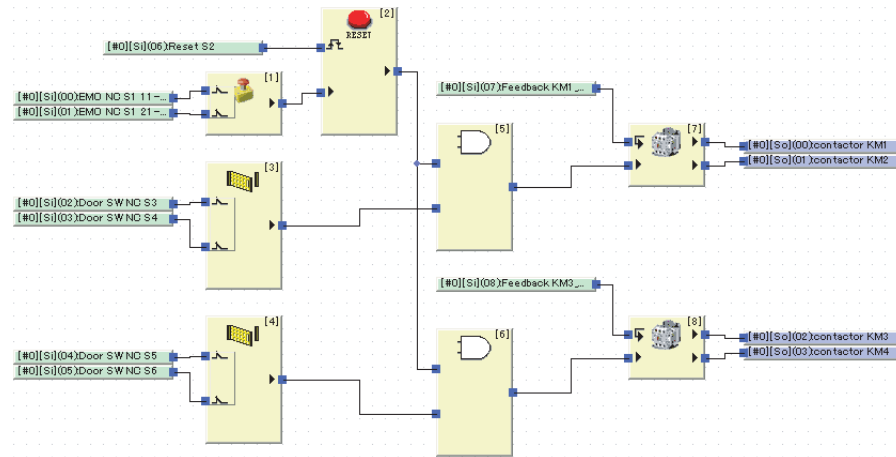 [2]
RESET
[#0][Si](06):Reset S2
[1]
[#0][Si](00):EMO NC S1 11-...
[#0][Si](01):EMO NC S1 21-...
[#0][Si](07):Feedback KM1_...
[5]
[7]
[#0][So](00):contactor KM1
[#0][So](01):contactor KM2
[3]
[#0][Si](02):Door SW NC S3
[#0][Si](03):Door SW NC S4
[#0][Si](08):Feedback KM3_...
[4]
[6]
[8]
[#0][So](02):contactor KM3
[#0][So](03):contactor KM4
[#0][Si](04):Door SW NC S5
[#0][Si](05):Door SW NC S6